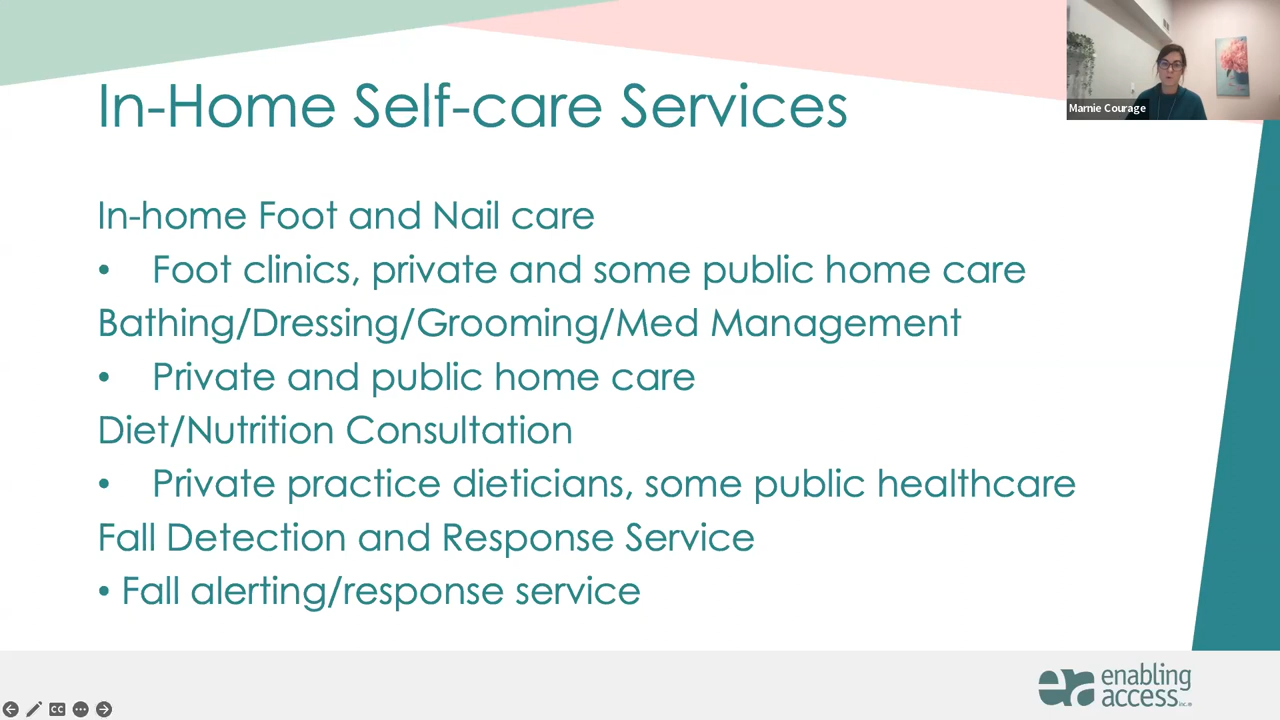 In-Home Self-care Services
Marnie Courage
In-home Foot and Nail care
• Foot clinics, private and some public home care
Bathing/Dressing/Grooming/Med Management
• Private and public home care
Diet/Nutrition Consultation
• Private practice dieticians, some public healthcare
Fall Detection and Response Service
• Fall alerting/response service
era enabling
access inc.®
CC